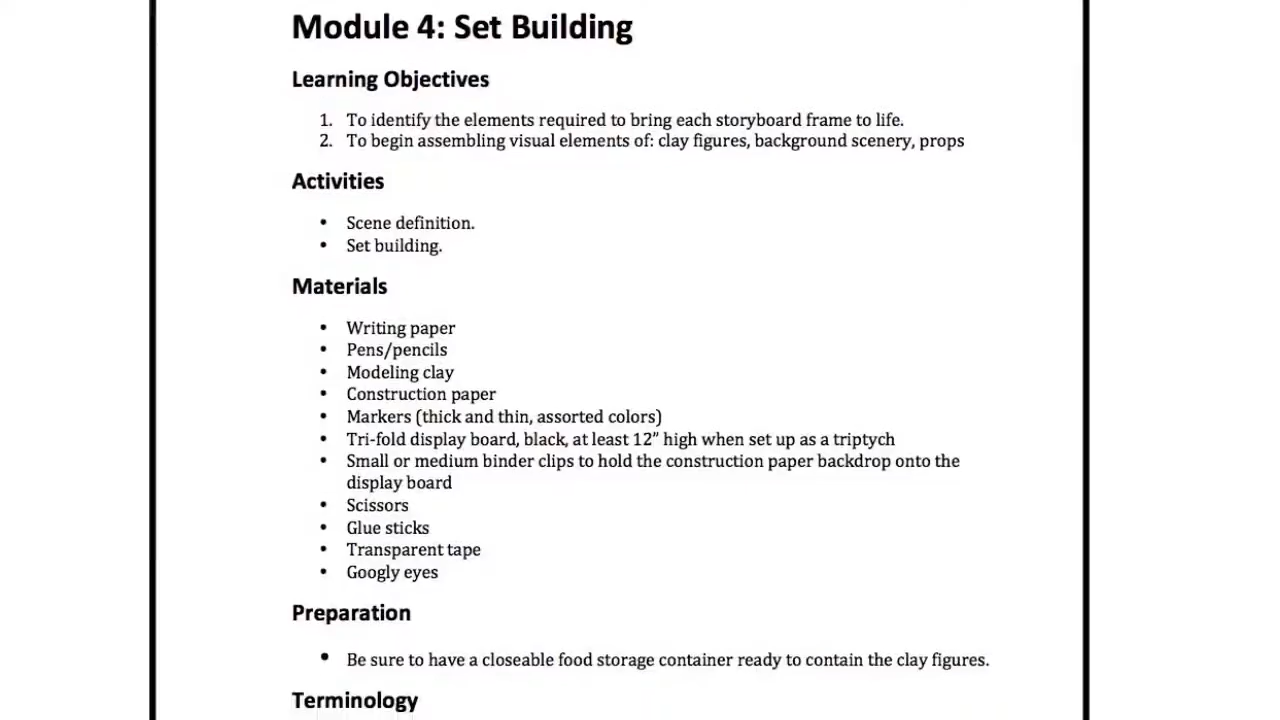 Module 4: Set Building
Learning Objectives
1. To identify the elements required to bring each storyboard frame to life.
2. To begin assembling visual elements of: clay figures, background scenery, props
Activities
• Scene definition.
• Set building.
Materials
• Writing paper
• Pens/pencils
• Modeling clay
• Construction paper
• Markers (thick and thin, assorted colors)
• Tri-fold display board, black, at least 12” high when set up as a triptych
• Small or medium binder clips to hold the construction paper backdrop onto the
display board
• Scissors
• Glue sticks
• Transparent tape
• Googly eyes
Preparation
• Be sure to have a closeable food storage container ready to contain the clay figures.
Terminology